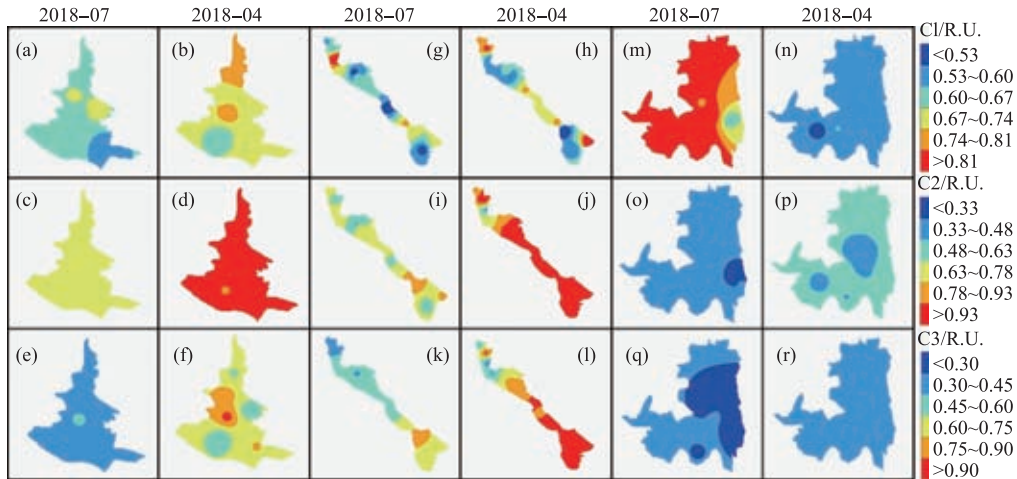 2018–07 2018–04 2018–07 2018–04 2018–07 2018–04
(a) (b) (g) (h) (m) (n)
Cl/R.U.
<0.53
0.53~0.60
0.60~0.67
0.67~0.74
0.74~0.81
>0.81
(c) (d) (i) (j) (o) (p)
C2/R.U.
<0.33
0.33~0.48
0.48~0.63
0.63~0.78
0.78~0.93
>0.93
(e) (f) (k) (l) (q) (r)
C3/R.U.
<0.30
0.30~0.45
0.45~0.60
0.60~0.75
0.75~0.90
>0.90